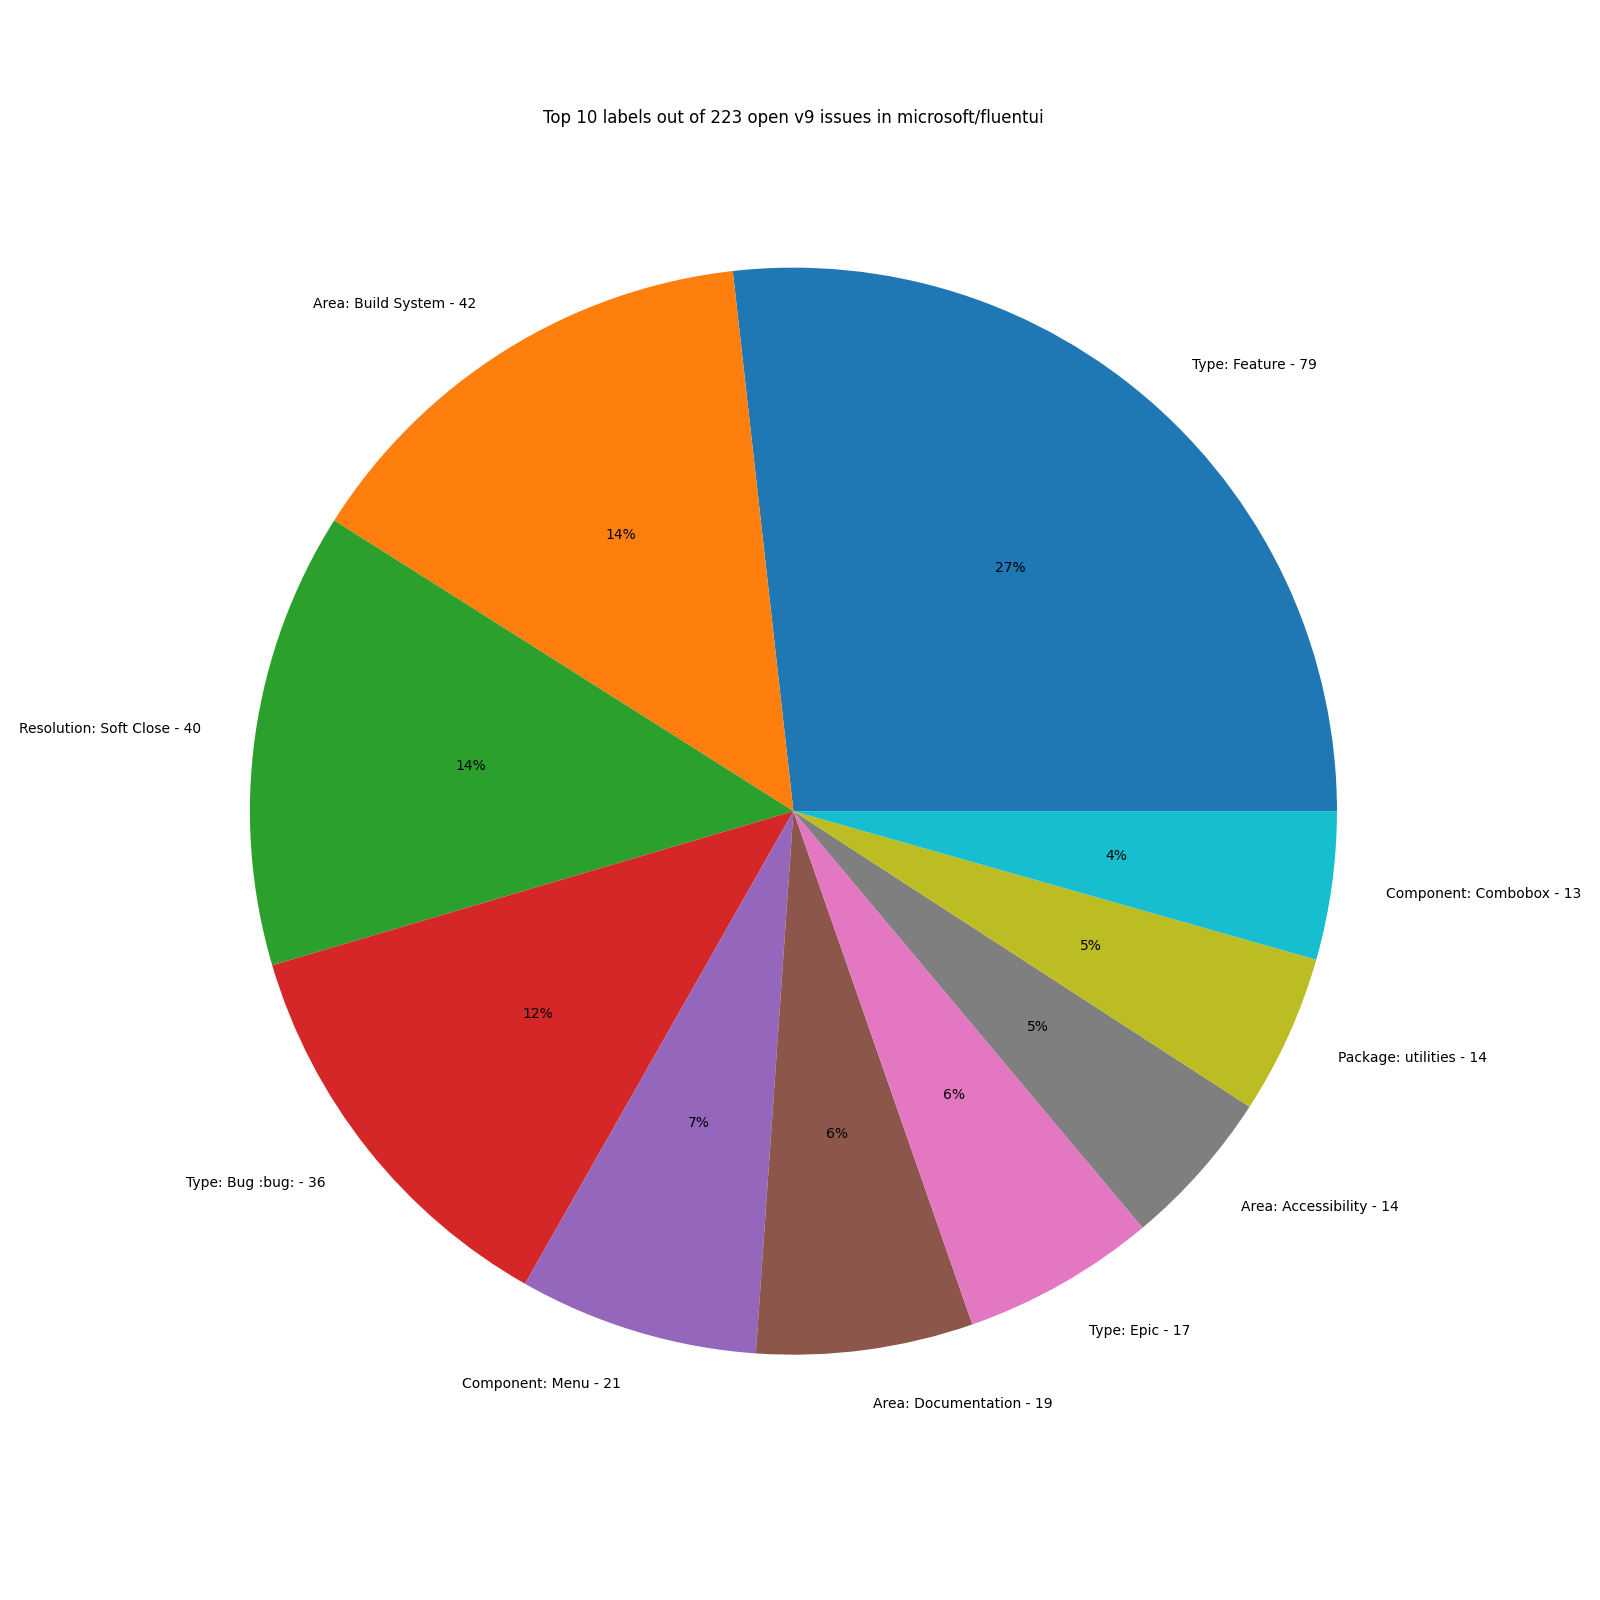 Top 10 labels out of 223 open v9 issues in microsoft/fluentui
Area: Build System - 42
Type: Feature - 79
14%
27%
Resolution: Soft Close - 40
14%
4%
Component: Combobox - 13
5%
12%
5%
Package: utilities - 14
6%
7%
6%
Type: Bug :bug: - 36
Area: Accessibility - 14
Type: Epic - 17
Component: Menu - 21
Area: Documentation - 19